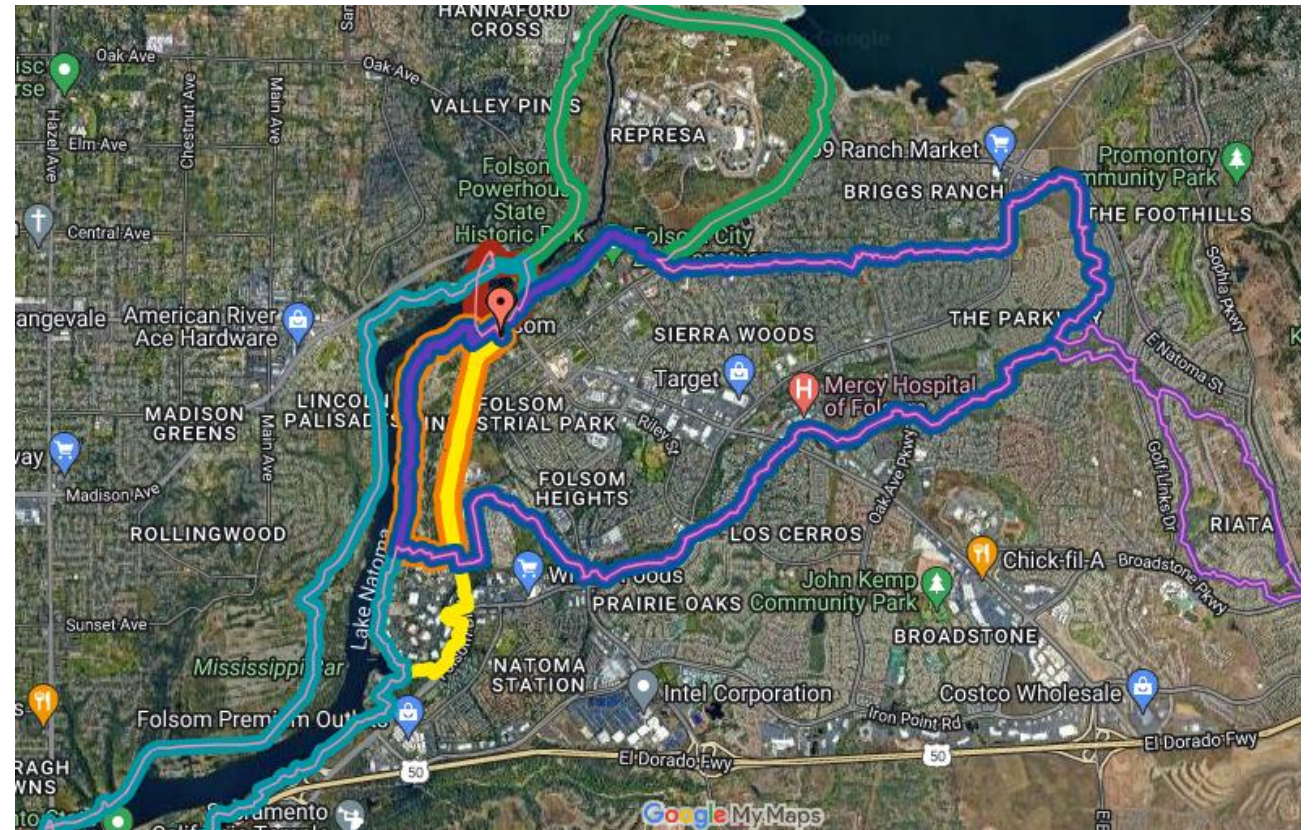 HANNAFORD
CROSS
Oak Ave
Oak Ave
Chestnut Ave
Main Ave
Hazel Ave
Elm Ave
VALLEY PINES
REPRESA
Ranch Market
BRIGGS RANCH
Promontory
Community Park
THE FOOTHILLS
Folsom
Powerhouse
State
Historic Park
Folsom City
Central Ave
Sophia Pkwy
American River
Ace Hardware
SIERRA WOODS
THE PARKWAY
E Natoma St
Target
Mercy Hospital
of Folsom
MADISON
GREENS
Main Ave
LINCOLN
PALISADES
FOLSOM
INDUSTRIAL PARK
Riley St
Madison Ave
FOLSOM
HEIGHTS
Oak Ave Pkwy
Golf Links Dr
ROLLINGWOOD
LOS CERROS
RIATA
Lake Natoma
Chick-fil-A
Broadstone Pkwy
PRAIRIE OAKS
John Kemp
Community Park
Sunset Ave
BROADSTONE
Mississippi Bar
NATOMA
STATION
Intel Corporation
Costco Wholesale
Folsom Premium Outlets
Iron Point Rd
El Dorado Fwy
50
50
El Dorado Fwy
Sacramento
Google My Maps